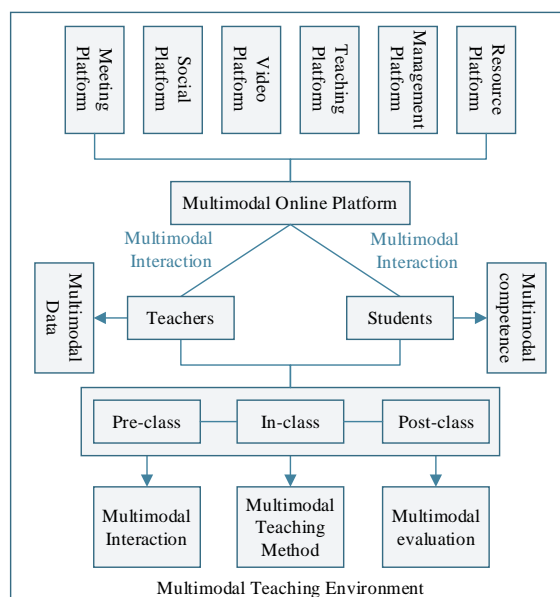 Meeting
Platform
Social
Platform
Video
Platform
Teaching
Platform
Management
Platform
Resource
Platform
Multimodal Online Platform
Multimodal
Interaction
Multimodal
Interaction
Multimodal
Data
Teachers
Students
Multimodal
competence
Pre-class
In-class
Post-class
Multimodal
Interaction
Multimodal
Teaching
Method
Multimodal
evaluation
Multimodal Teaching Environment